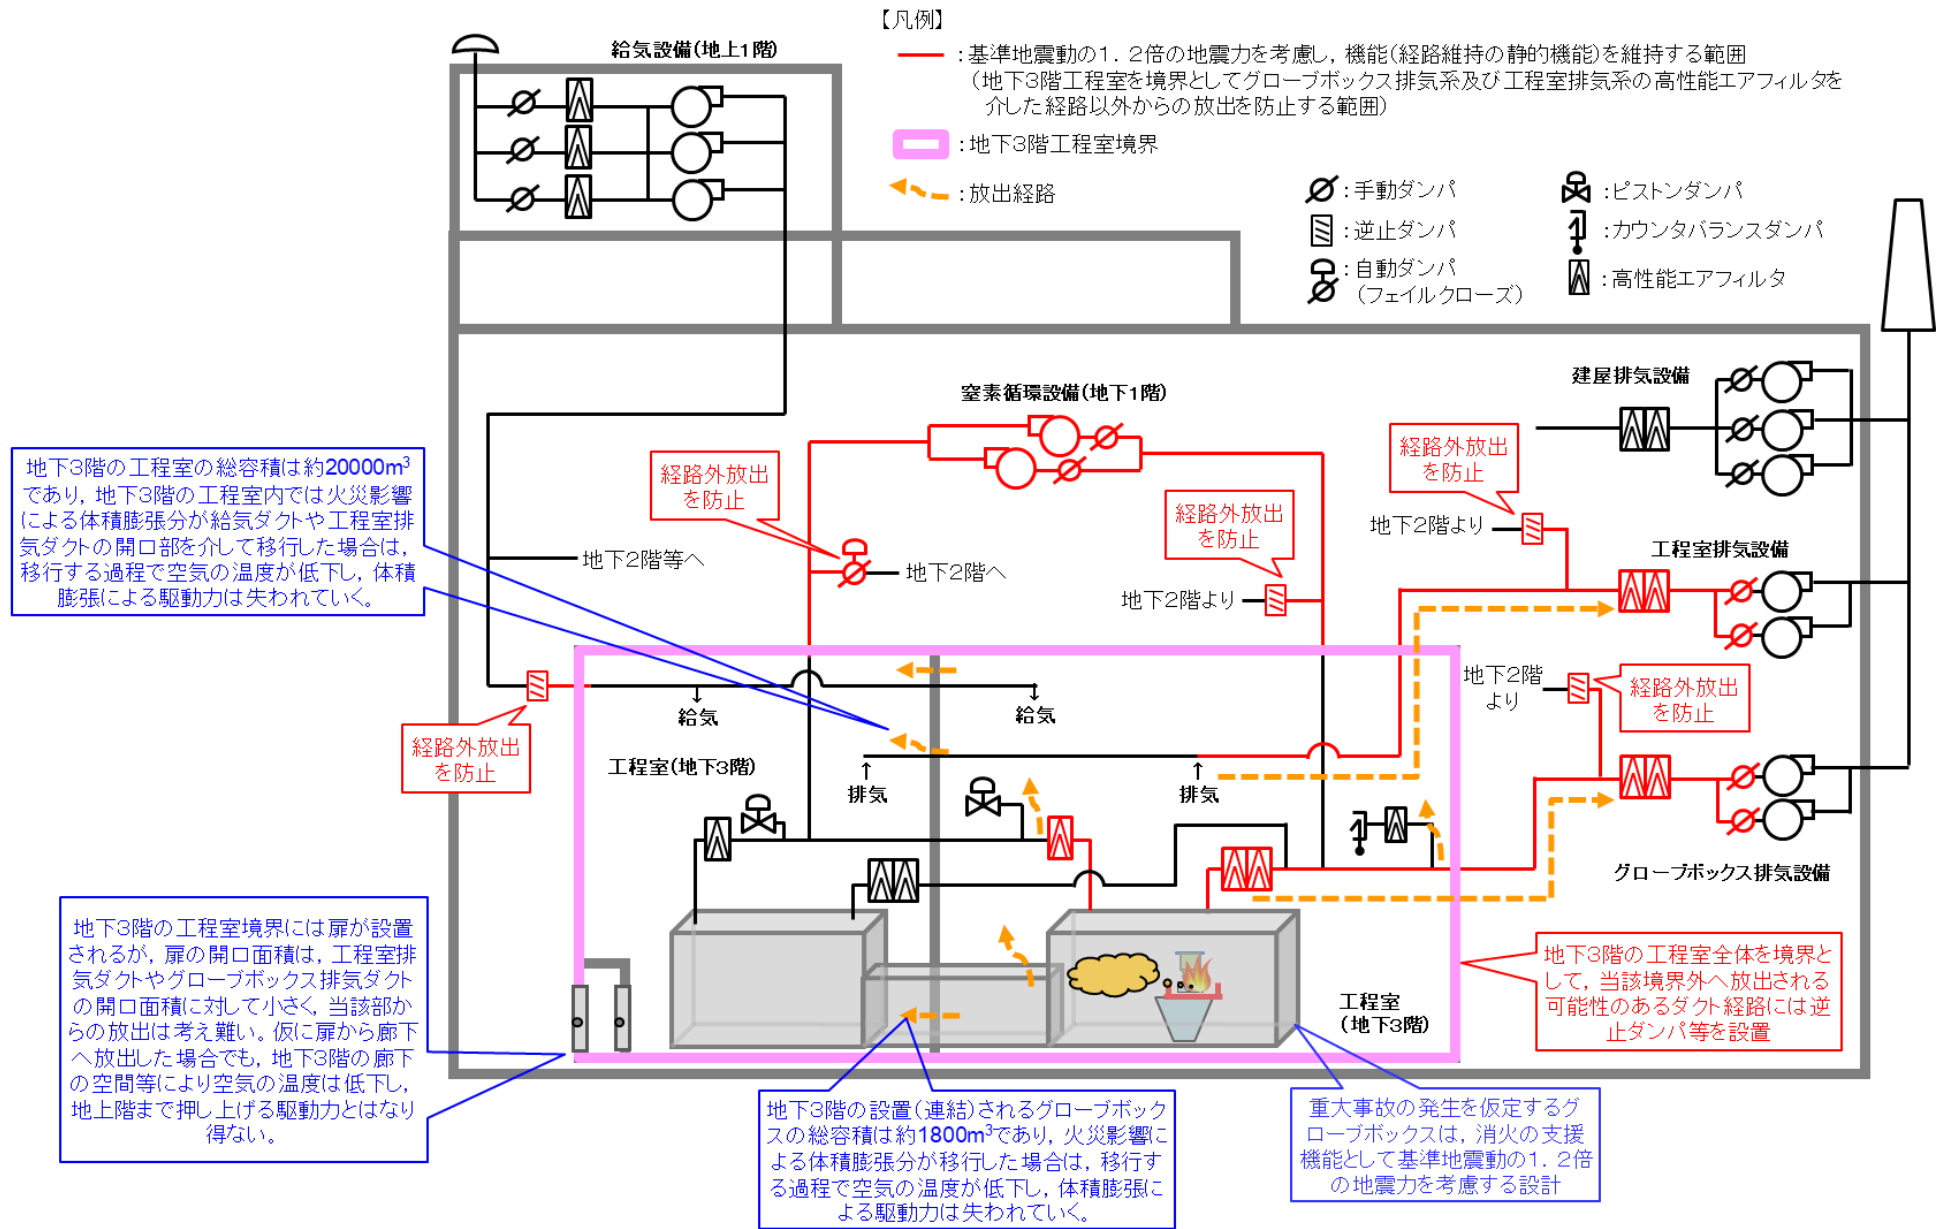 【凡例】
：基準地震動の1．2倍の地震力を考慮し，機能（経路維持の静的機能）を維持する範囲
（地下3階工程室を境界としてグローブボックス排気系及び工程室排気系の高性能エアフィルタを
介した経路以外からの放出を防止する範囲）
：地下3階工程室境界
：放出経路
：手動ダンパ
：逆止ダンパ
：自動ダンパ
（フェイルクローズ）
：ピストンダンパ
：カウンタバランスダンパ
：高性能エアフィルタ
給気設備（地上1階）
建屋排気設備
窒素循環設備（地下1階）
経路外放出
を防止
経路外放出
を防止
経路外放出
を防止
地下3階の工程室の総容積は約20000m³
であり，地下3階の工程室内では火災影響
による体積膨張分が給気ダクトや工程室排
気ダクトの開口部を介して移行した場合は，
移行する過程で空気の温度が低下し，体積
膨張による駆動力は失われていく。
地下2階等へ
地下2階へ
地下2階より
地下2階より
工程室排気設備
地下2階
より
経路外放出
を防止
経路外放出
を防止
給気
給気
工程室（地下3階）
排気
排気
グローブボックス排気設備
地下3階の工程室境界には扉が設置
されるが，扉の開口面積は，工程室排
気ダクトやグローブボックス排気ダクト
の開口面積に対して小さく，当該部か
らの放出は考え難い。仮に扉から廊下
へ放出した場合でも，地下3階の廊下
の空間等により空気の温度は低下し，
地上階まで押し上げる駆動力とはなり
得ない。
工程室
（地下3階）
地下3階の工程室全体を境界と
して，当該境界外へ放出される
可能性のあるダクト経路には逆
止ダンパ等を設置
地下3階の設置（連結）されるグローブボック
スの総容積は約1800m³であり，火災影響に
よる体積膨張分が移行した場合は，移行す
る過程で空気の温度が低下し，体積膨張に
よる駆動力は失われていく。
重大事故の発生を仮定するグ
ローブボックスは，消火の支援
機能として基準地震動の1．2倍
の地震力を考慮する設計